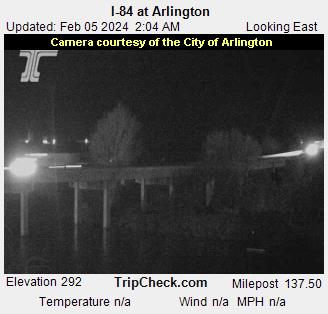 I-84 at Arlington
Updated: Feb 05 2024 2:04 AM Looking East
Camera courtesy of the City of Arlington
Elevation 292 TripCheck.com Milepost 137.50
Temperature n/a Wind n/a MPH n/a